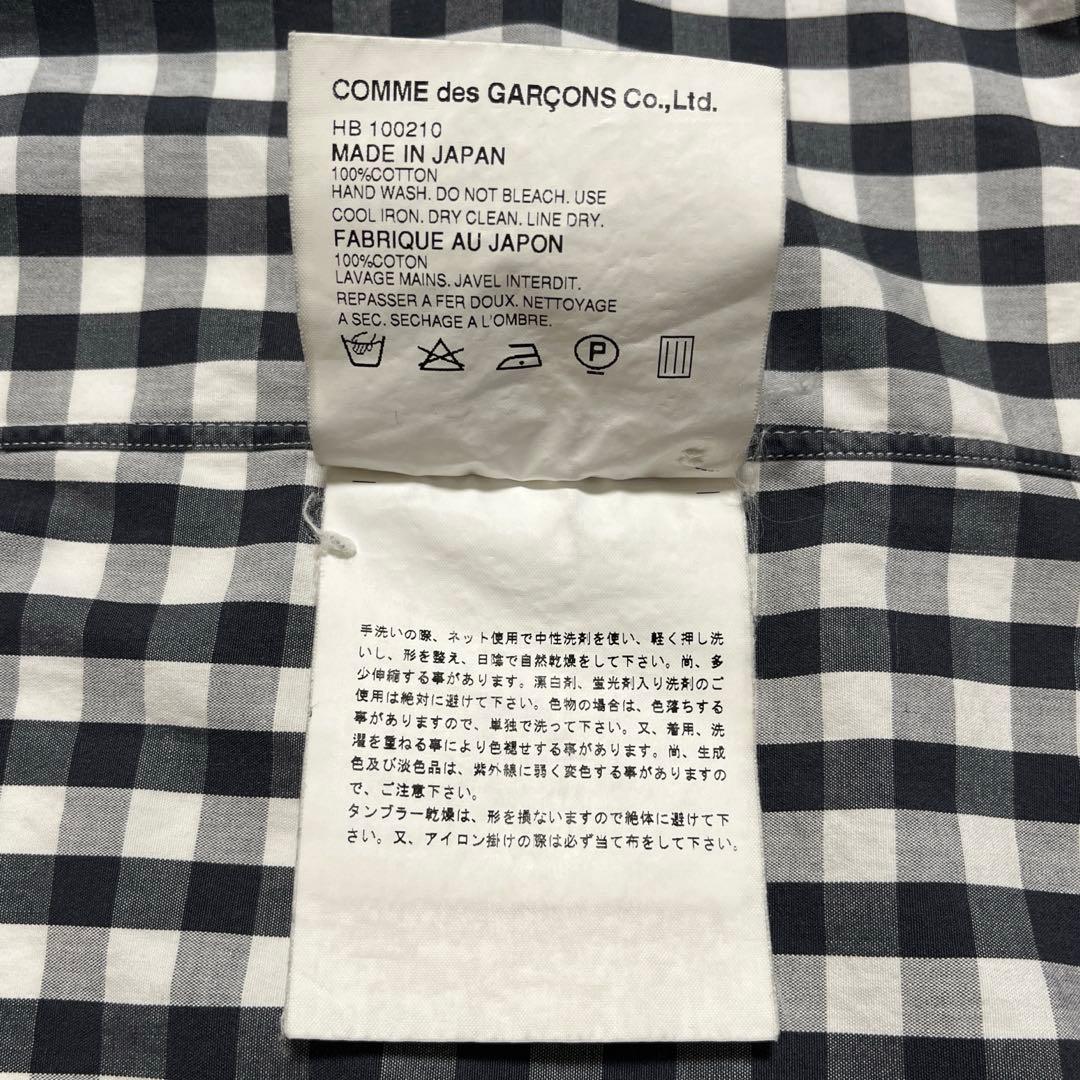 COMME des GARÇONS Co.,Ltd.
HB 100210
MADE IN JAPAN
100%COTTON
HAND WASH. DO NOT BLEACH. USE
COOL IRON. DRY CLEAN. LINE DRY.
FABRIQUE AU JAPON
100%COTON
LAVAGE MAINS. JAVEL INTERDIT.
REPASSER A FER DOUX. NETTOYAGE
A SEC. SECHAGE A L'OMBRE.
P
手洗いの際、ネット使用で中性洗剤を使い、軽く押し洗
いし、形を整え、日陰で自然乾燥をして下さい。尚、多
少伸縮する事があります。漂白剤、蛍光剤入り洗剤のご
使用は絶対に避けて下さい。色物の場合は、色落ちする
事がありますので、単独で洗って下さい。又、着用、洗
濯を重ねる事により色褪せする事があります。尚、生成
色及び淡色品は、紫外線に弱く変色する事がありますの
で、ご注意下さい。
タンブラー乾燥は、形を損ないますので絶体に避けて下
さい。又、アイロン掛けの際は必ず当て布をして下さい。